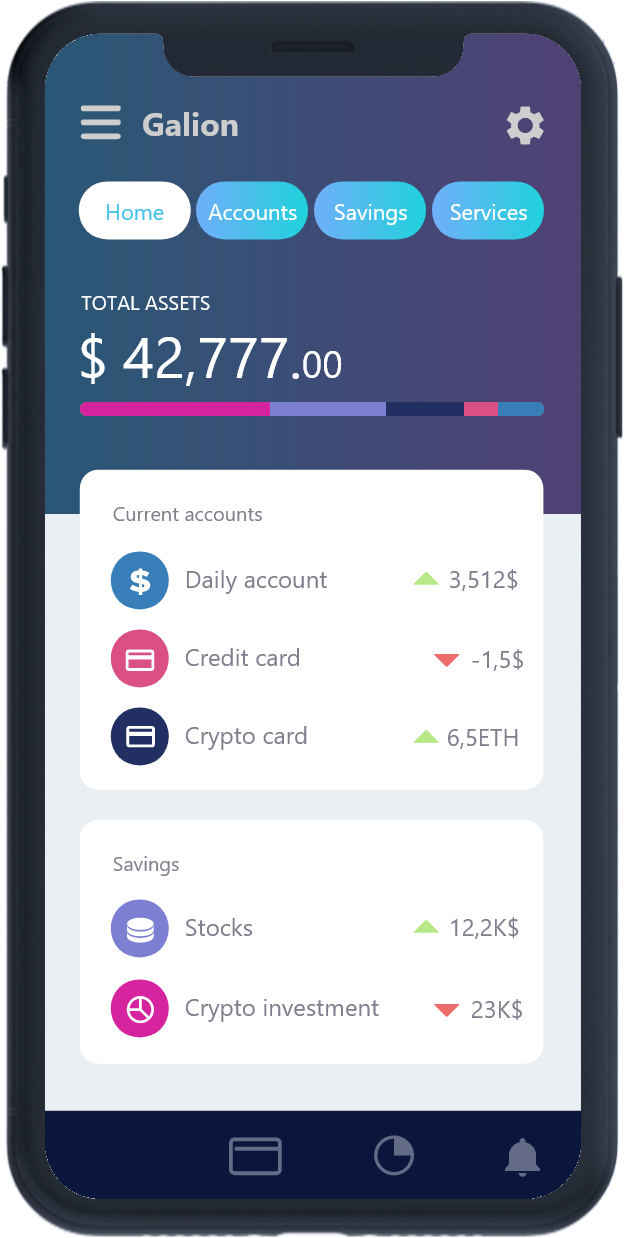 Galion
Home Accounts Savings Services
TOTAL ASSETS
$ 42,777.00
Current accounts
$ Daily account 3,512$
Credit card -1,5$
Crypto card 6,5ETH
Savings
Stocks 12,2K$
Crypto investment 23K$